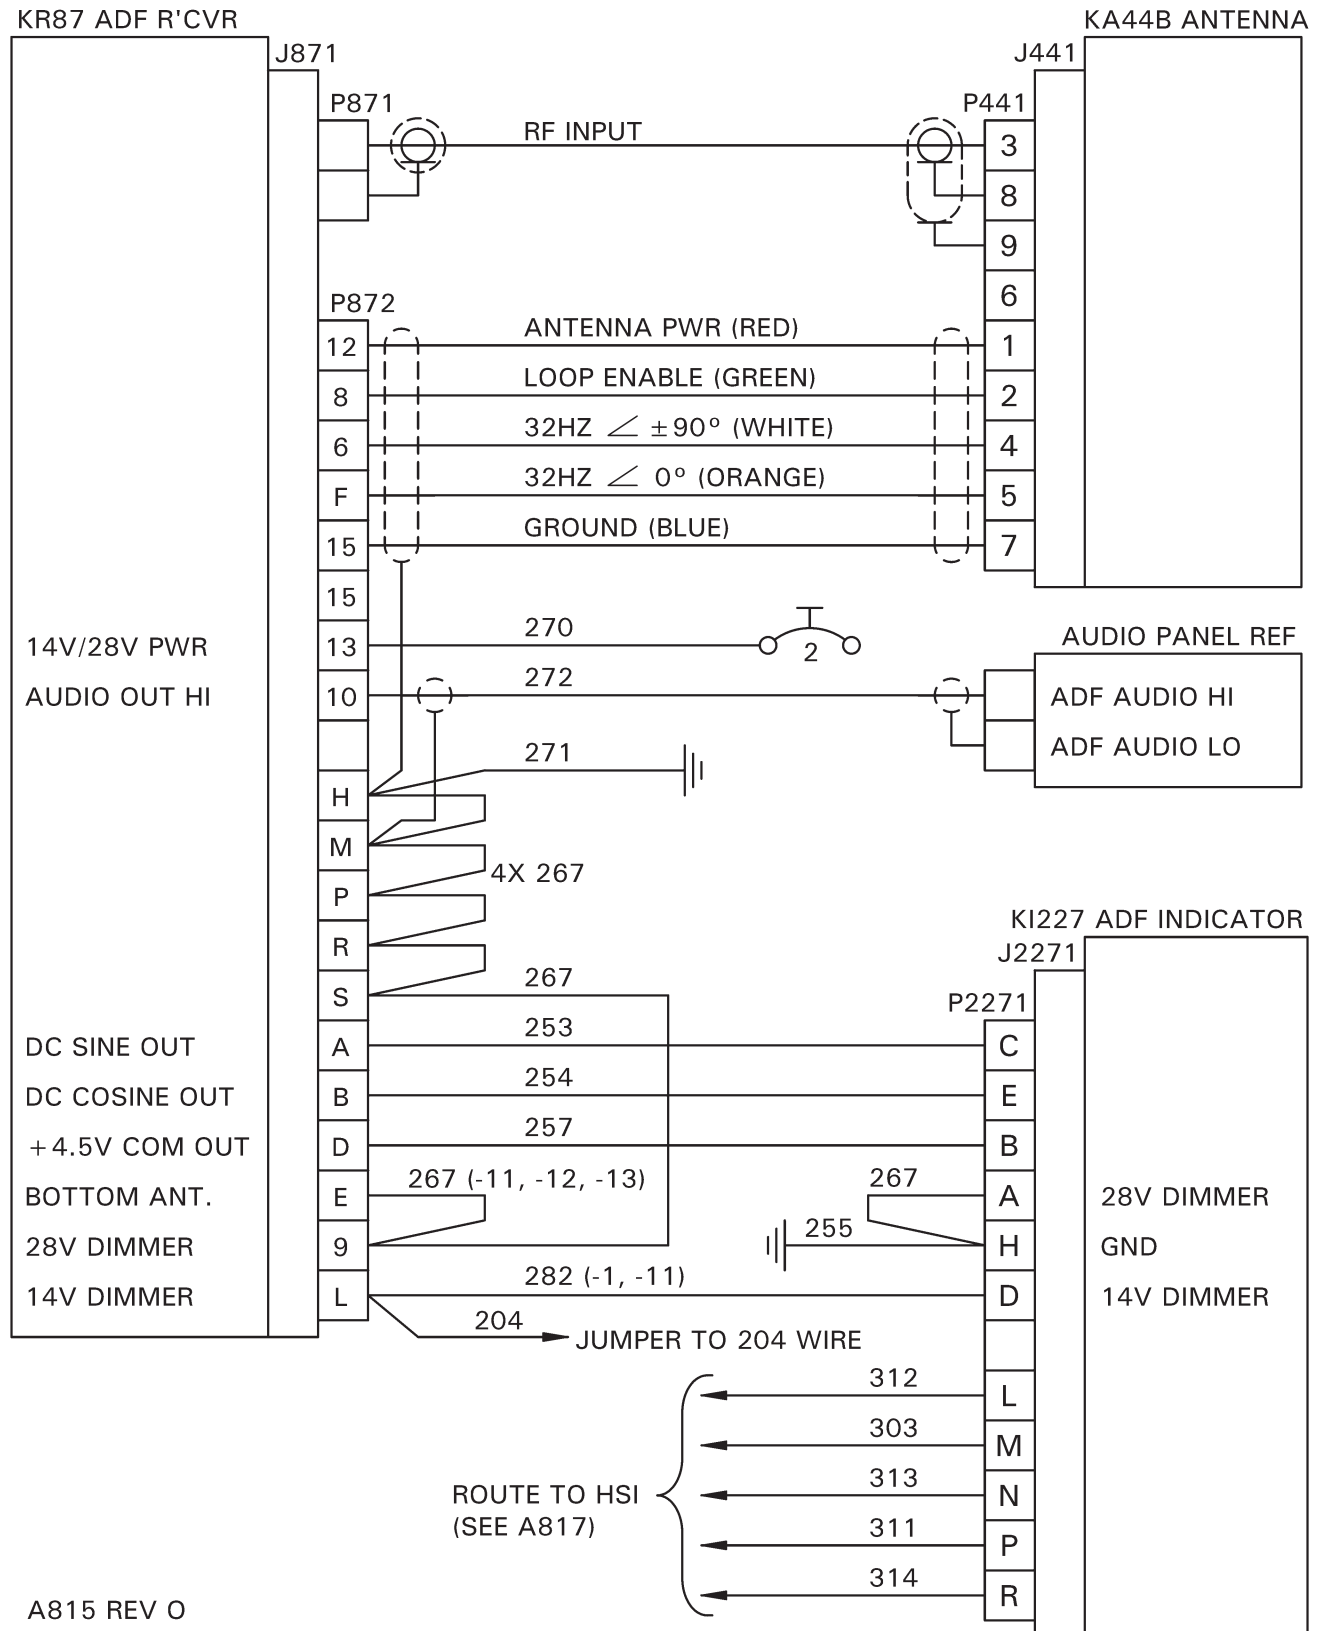 KR87 ADF R'CVR
KA44B ANTENNA
J871
J441
P871
P441
RF INPUT
3
8
9
6
P872
12
ANTENNA PWR (RED)
1
8
LOOP ENABLE (GREEN)
2
6
32HZ ∠ ±90° (WHITE)
4
F
32HZ ∠ 0° (ORANGE)
5
15
GROUND (BLUE)
7
15
14V/28V PWR
13
270
2
AUDIO PANEL REF
AUDIO OUT HI
10
272
ADF AUDIO HI
ADF AUDIO LO
271
H
M
4X 267
P
R
KI227 ADF INDICATOR
J2271
S
267
P2271
DC SINE OUT
A
253
C
DC COSINE OUT
B
254
E
+4.5V COM OUT
D
257
B
BOTTOM ANT.
E
267 (-11, -12, -13)
267
A
28V DIMMER
28V DIMMER
9
255
H
GND
14V DIMMER
L
282 (-1, -11)
D
14V DIMMER
204
JUMPER TO 204 WIRE
312
L
303
M
ROUTE TO HSI
(SEE A817)
313
N
311
P
314
R
A815 REV O